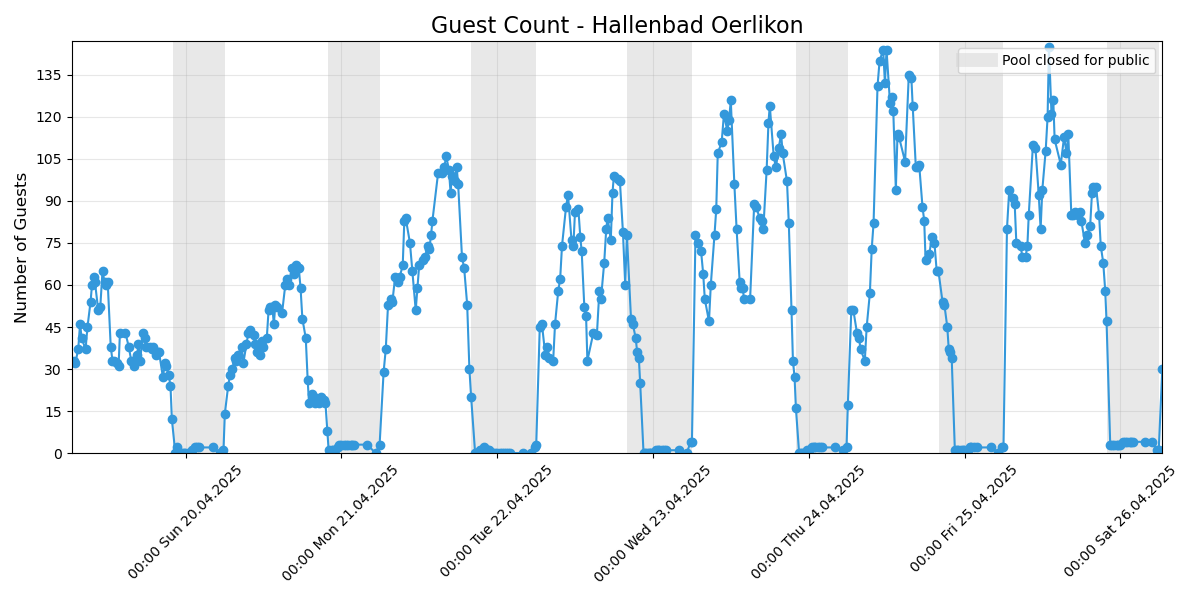 Guest Count - Hallenbad Oerlikon
Pool closed for public
Number of Guests
135
120
105
90
75
60
45
30
15
0
00:00 Sun 20.04.2025
00:00 Mon 21.04.2025
00:00 Tue 22.04.2025
00:00 Wed 23.04.2025
00:00 Thu 24.04.2025
00:00 Fri 25.04.2025
00:00 Sat 26.04.2025